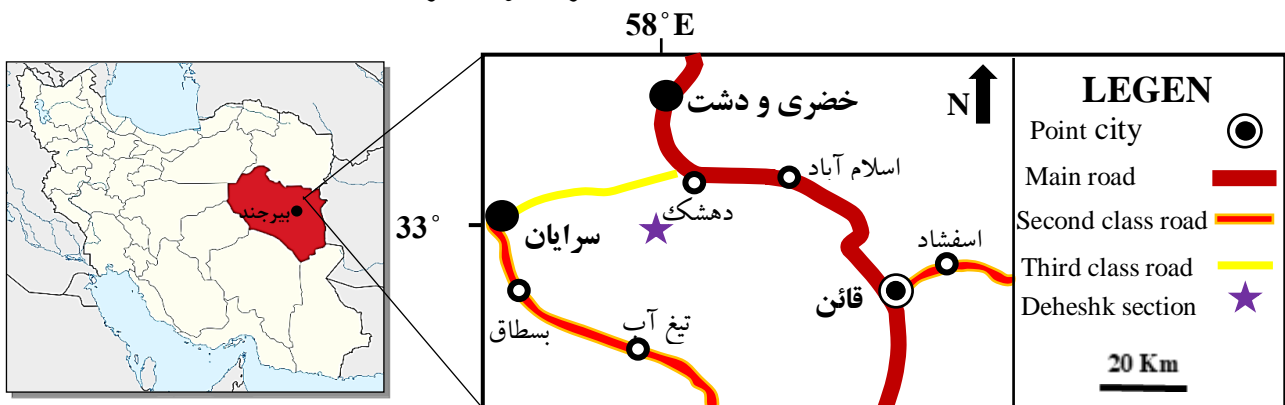 58°E
خضری و دشت
N
اسلام آباد
دهشک
33°
سرایان
اسفشاد
قائن
بسطاق
تیغ آب
بیرجند
LEGEN
Point city
Main road
Second class road
Third class road
Deheshk section
20 Km